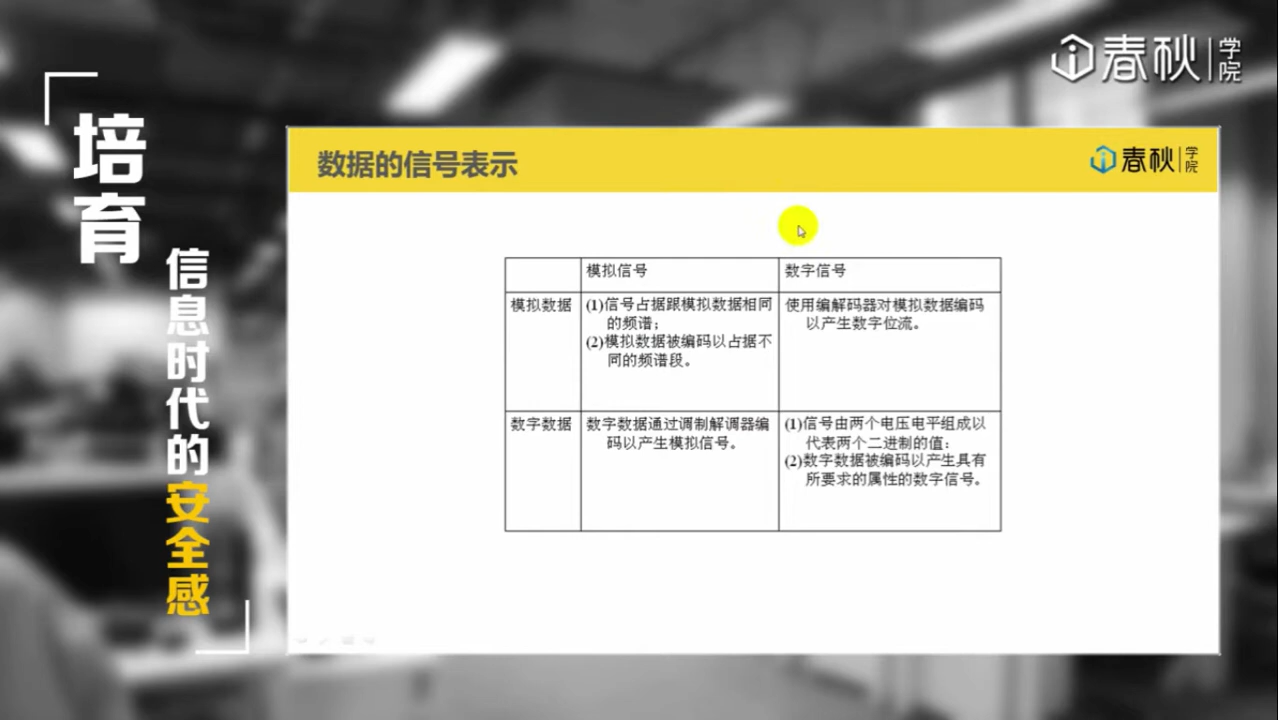 春秋学院
培育
信息时代的安全感
数据的信号表示
春秋学院
模拟信号
数字信号
模拟数据
(1)信号占据跟模拟数据相同
的频谱；
(2)模拟数据被编码以占据不
同的频谱段。
使用编解码器对模拟数据编码
以产生数字位流。
数字数据
数字数据通过调制解调器编
码以产生模拟信号。
(1)信号由两个电压电平组成以
代表两个二进制的值：
(2)数字数据被编码以产生具有
所要求的属性的数字信号。